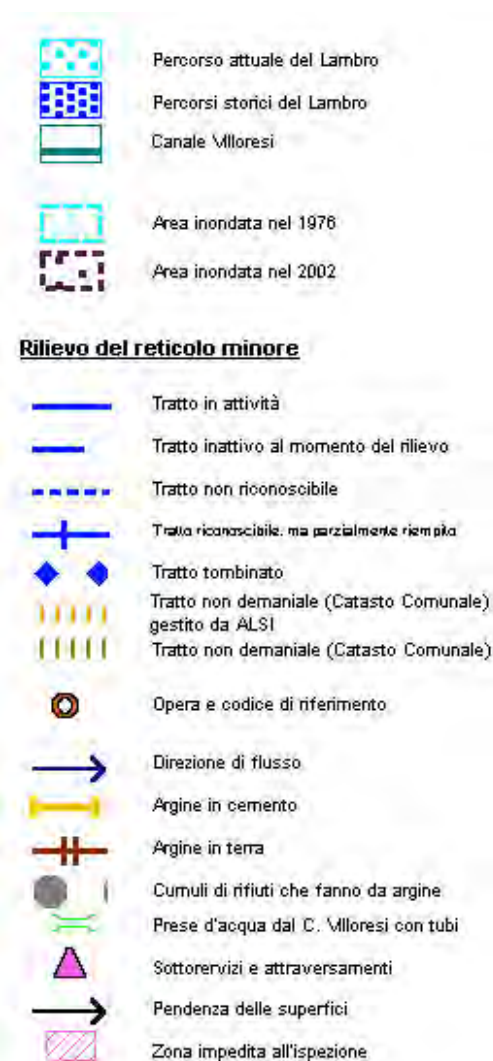 Percorso attuale del Lambro
Percorsi storici del Lambro
Canale Villoresi
Area inondata nel 1976
Area inondata nel 2002
Rilievo del reticolo minore
Tratto in attività
Tratto inattivo al momento del rilievo
Tratto non riconoscibile
Tratto riconoscibile, ma parzialmente riempito
Tratto tombinato
Tratto non demaniale (Catasto Comunale)
gestito da ALSI
Tratto non demaniale (Catasto Comunale)
Opera e codice di riferimento
Direzione di flusso
Argine in cemento
Argine in terra
Cumuli di rifiuti che fanno da argine
Prese d'acqua dal C. Villoresi con tubi
Sottorervizi e attraversamenti
Pendenza delle superfici
Zona impedita all'ispezione